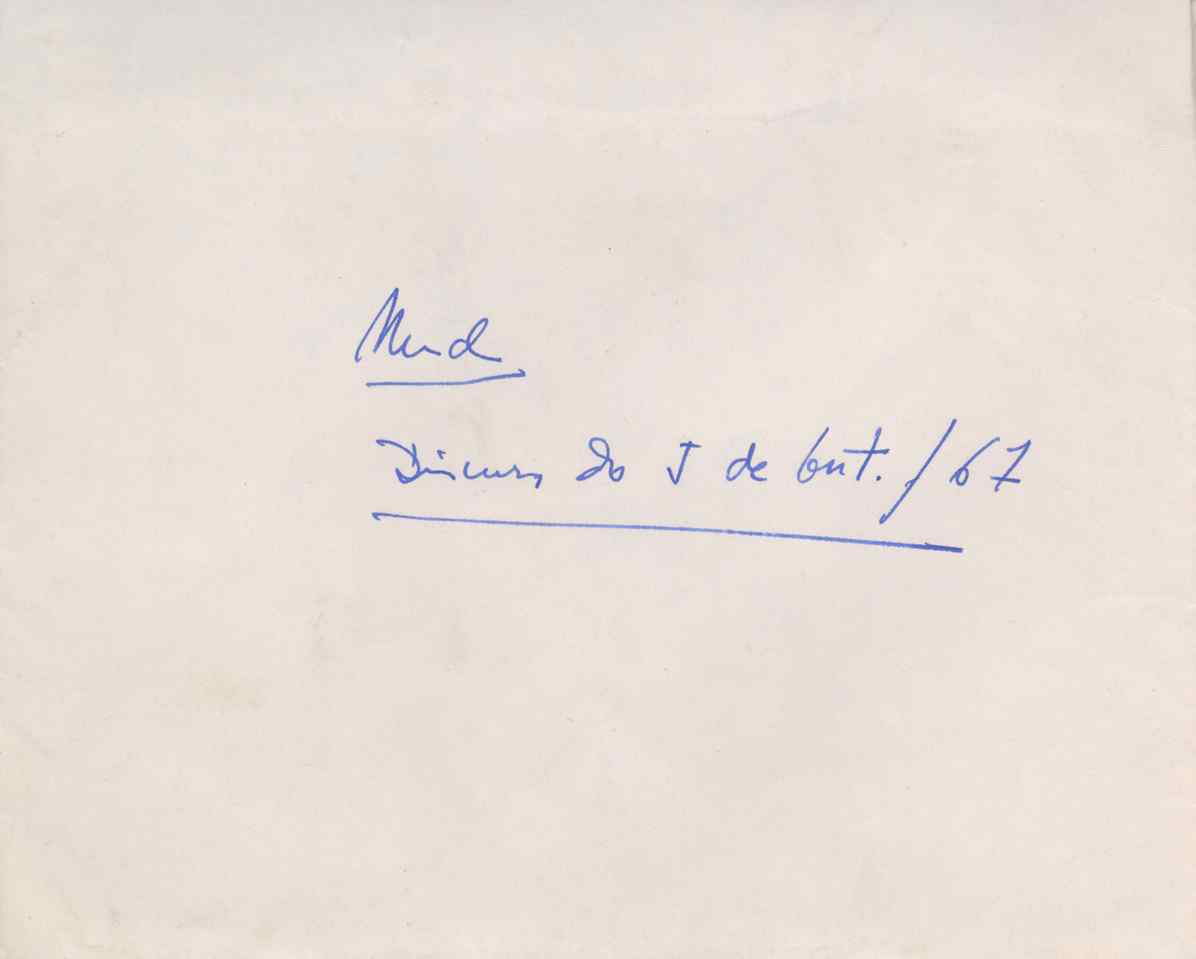 Discurso do 5 de Out. / 67